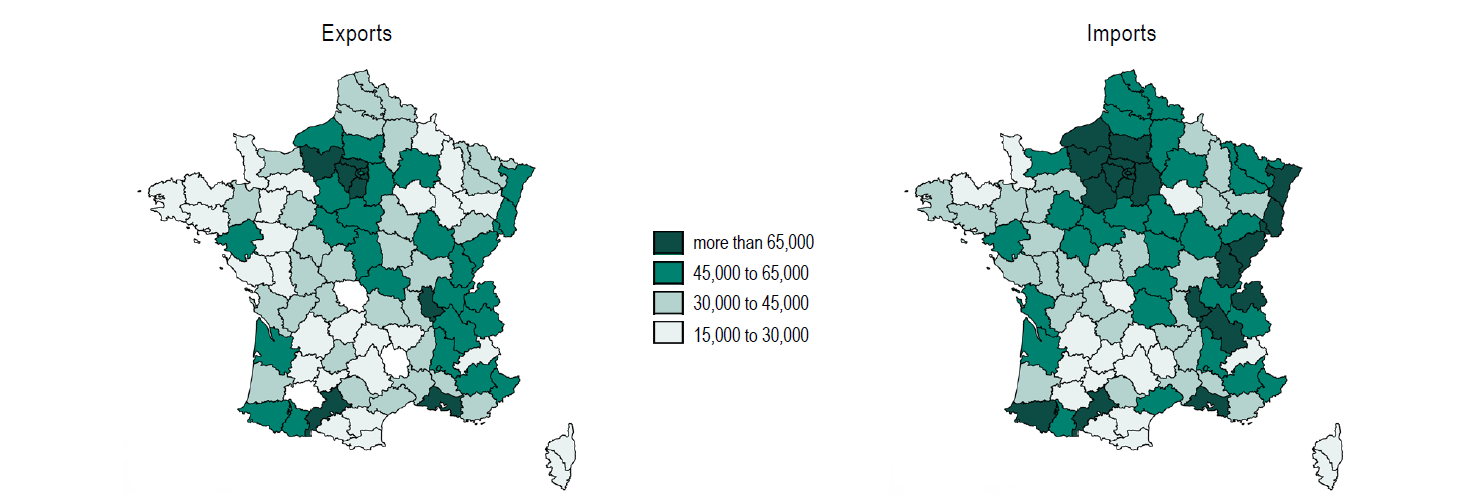 Exports
Imports
more than 65,000
45,000 to 65,000
30,000 to 45,000
15,000 to 30,000